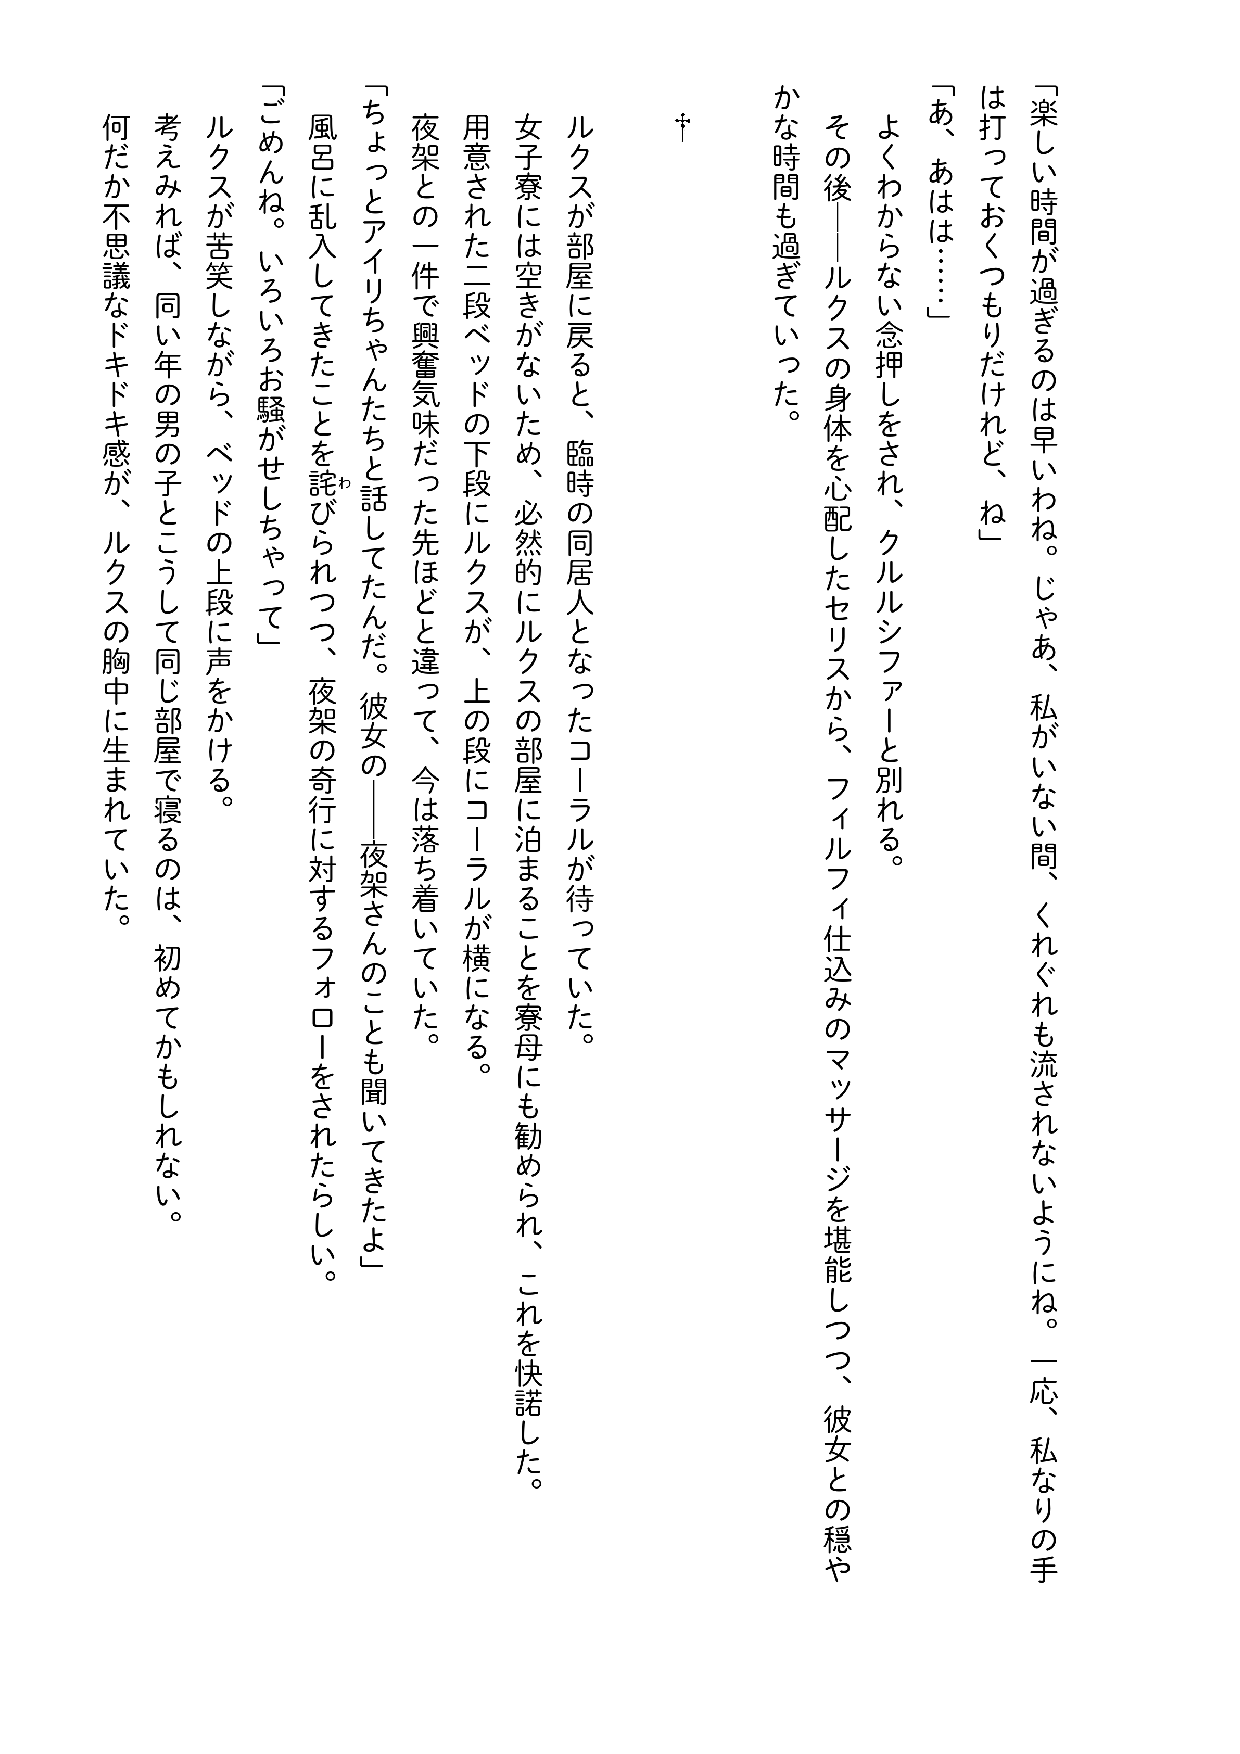 「楽しい時間が過ぎるのは早いわね。じゃあ、私がいない間、くれぐれも流されないようにね。一応、私なりの手
は打っておくつもりだけれど、ね」
「あ、あはは……」
よくわからない念押しをされ、クルルシファーと別れる。
その後――ルクスの身体を心配したセリスから、フィルフィ仕込みのマッサージを堪能しつつ、彼女との穏や
かな時間も過ぎていった。
†
ルクスが部屋に戻ると、臨時の同居人となったコーラルが待っていた。
女子寮には空きがないため、必然的にルクスの部屋に泊まることを寮母にも勧められ、これを快諾した。
用意された二段ベッドの下段にルクスが、上の段にコーラルが横になる。
夜架との一件で興奮気味だった先ほどと違って、今は落ち着いていた。
「ちょっとアイリちゃんたちと話してたんだ。彼女の――夜架さんのことも聞いてきたよ」
風呂に乱入してきたことを詫わびられつつ、夜架の奇行に対するフォローをされたらしい。
「ごめんね。いろいろお騒がせしちゃって」
ルクスが苦笑しながら、ベッドの上段に声をかける。
考えみれば、同い年の男の子とこうして同じ部屋で寝るのは、初めてかもしれない。
何だか不思議なドキドキ感が、ルクスの胸中に生まれていた。